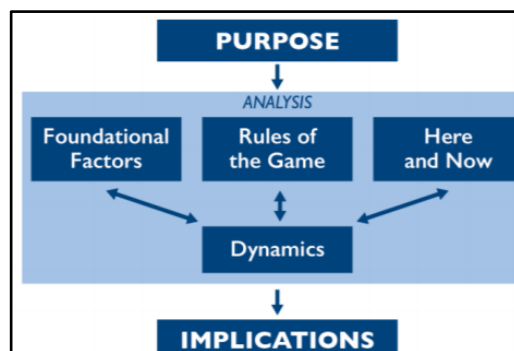 PURPOSE
ANALYSIS
Foundational
Factors
Rules of
the Game
Here
and Now
Dynamics
IMPLICATIONS